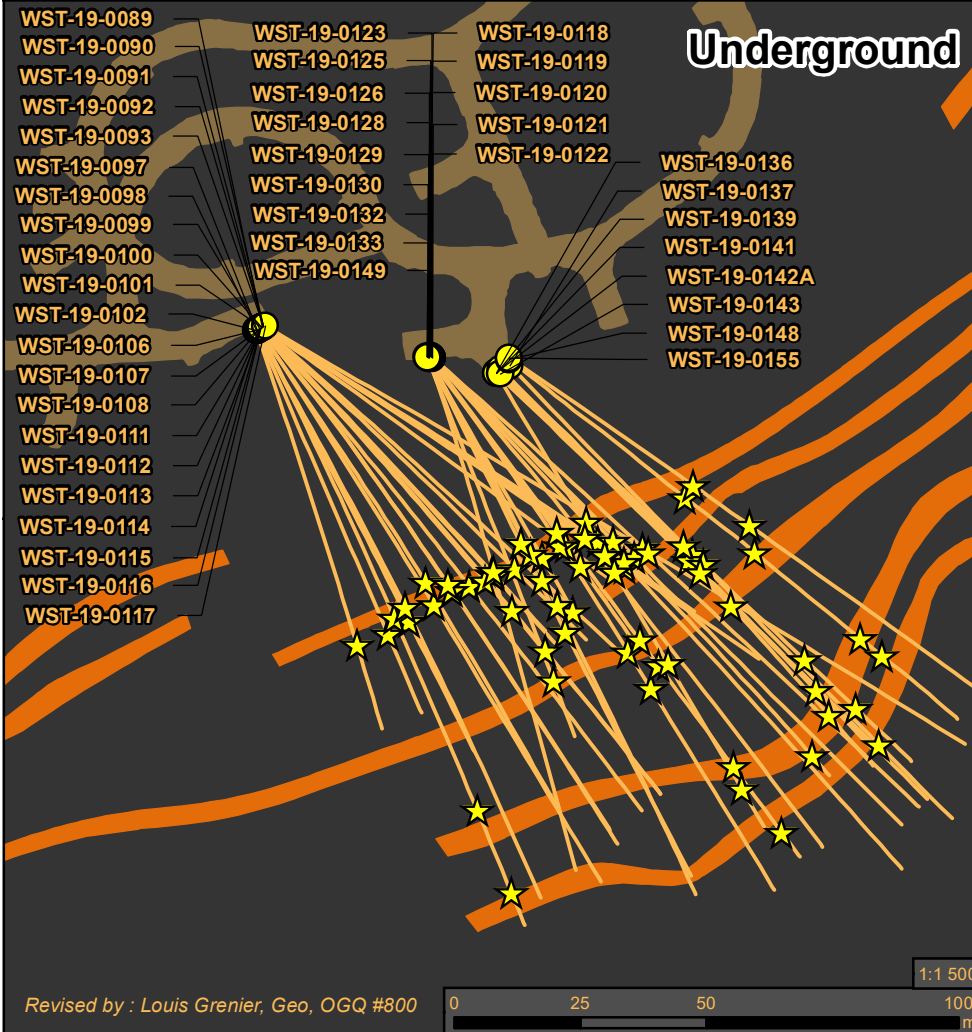 Underground
WST-19-0089
WST-19-0090
WST-19-0091
WST-19-0092
WST-19-0093
WST-19-0097
WST-19-0098
WST-19-0099
WST-19-0100
WST-19-0101
WST-19-0102
WST-19-0106
WST-19-0107
WST-19-0108
WST-19-0111
WST-19-0112
WST-19-0113
WST-19-0114
WST-19-0115
WST-19-0116
WST-19-0117
WST-19-0123
WST-19-0125
WST-19-0126
WST-19-0128
WST-19-0129
WST-19-0130
WST-19-0132
WST-19-0133
WST-19-0149
WST-19-0118
WST-19-0119
WST-19-0120
WST-19-0121
WST-19-0122
WST-19-0136
WST-19-0137
WST-19-0139
WST-19-0141
WST-19-0142A
WST-19-0143
WST-19-0148
WST-19-0155
Revised by : Louis Grenier, Geo, OGQ #800
1:1 500
0 25 50 100
m